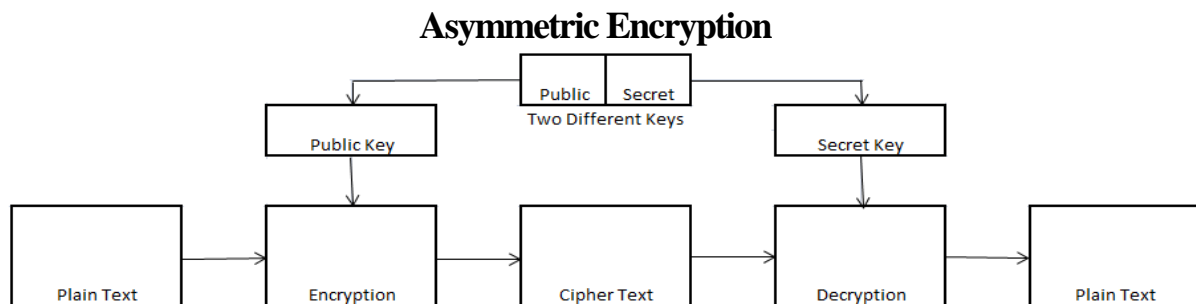 Asymmetric Encryption
Public Secret
Two Different Keys
Public Key Secret Key
Plain Text Encryption Cipher Text Decryption Plain Text